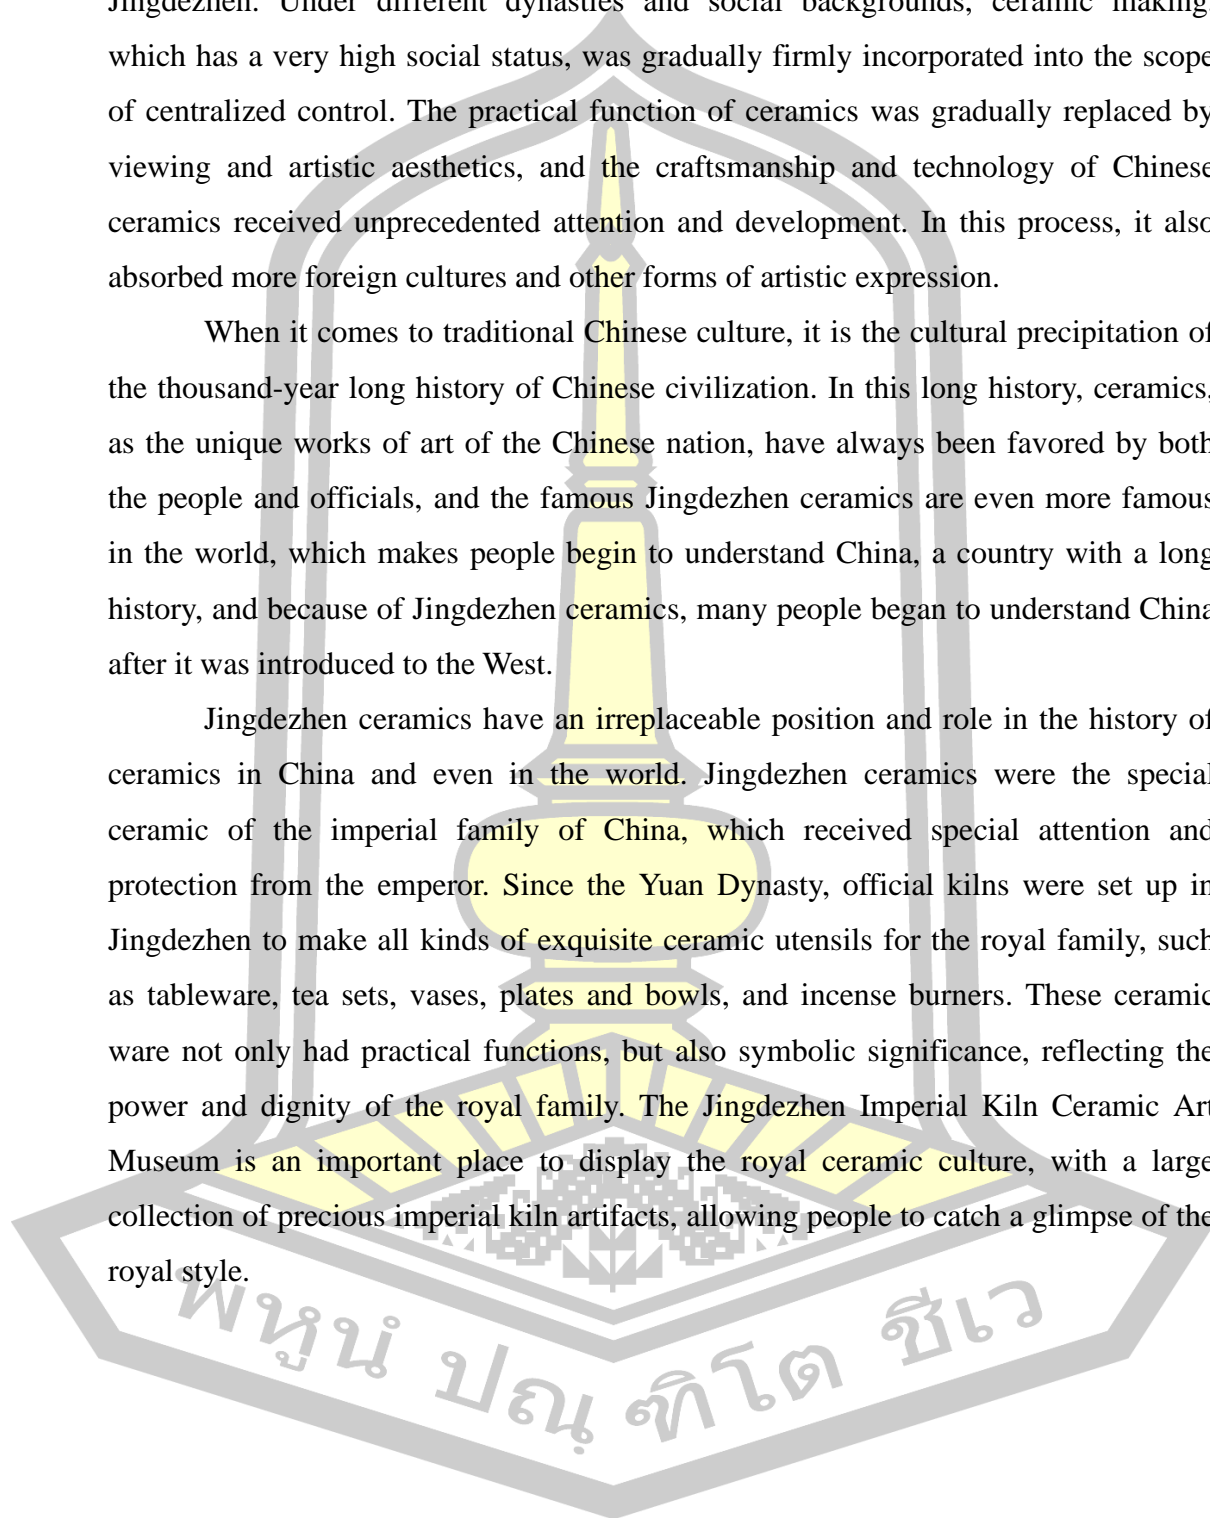 Jingdezhen. Under different dynasties and social backgrounds, ceramic making,
which has a very high social status, was gradually firmly incorporated into the scope
of centralized control. The practical function of ceramics was gradually replaced by
viewing and artistic aesthetics, and the craftsmanship and technology of Chinese
ceramics received unprecedented attention and development. In this process, it also
absorbed more foreign cultures and other forms of artistic expression.
When it comes to traditional Chinese culture, it is the cultural precipitation of
the thousand-year long history of Chinese civilization. In this long history, ceramics,
as the unique works of art of the Chinese nation, have always been favored by both
the people and officials, and the famous Jingdezhen ceramics are even more famous
in the world, which makes people begin to understand China, a country with a long
history, and because of Jingdezhen ceramics, many people began to understand China
after it was introduced to the West.
Jingdezhen ceramics have an irreplaceable position and role in the history of
ceramics in China and even in the world. Jingdezhen ceramics were the special
ceramic of the imperial family of China, which received special attention and
protection from the emperor. Since the Yuan Dynasty, official kilns were set up in
Jingdezhen to make all kinds of exquisite ceramic utensils for the royal family, such
as tableware, tea sets, vases, plates and bowls, and incense burners. These ceramic
ware not only had practical functions, but also symbolic significance, reflecting the
power and dignity of the royal family. The Jingdezhen Imperial Kiln Ceramic Art
Museum is an important place to display the royal ceramic culture, with a large
collection of precious imperial kiln artifacts, allowing people to catch a glimpse of the
royal style.
พหูนํ ปณฺฑิโต ชีเว